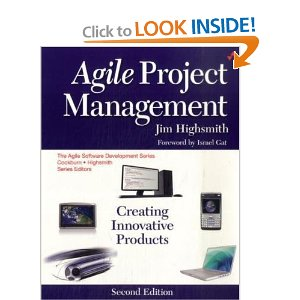 Click to LOOK INSIDE!
Agile Project
Management
Jim Highsmith
Foreword by Israel Gat
The Agile Software Development Series
Cockburn • Highsmith
Series Editors
Creating
Innovative
Products
Second Edition